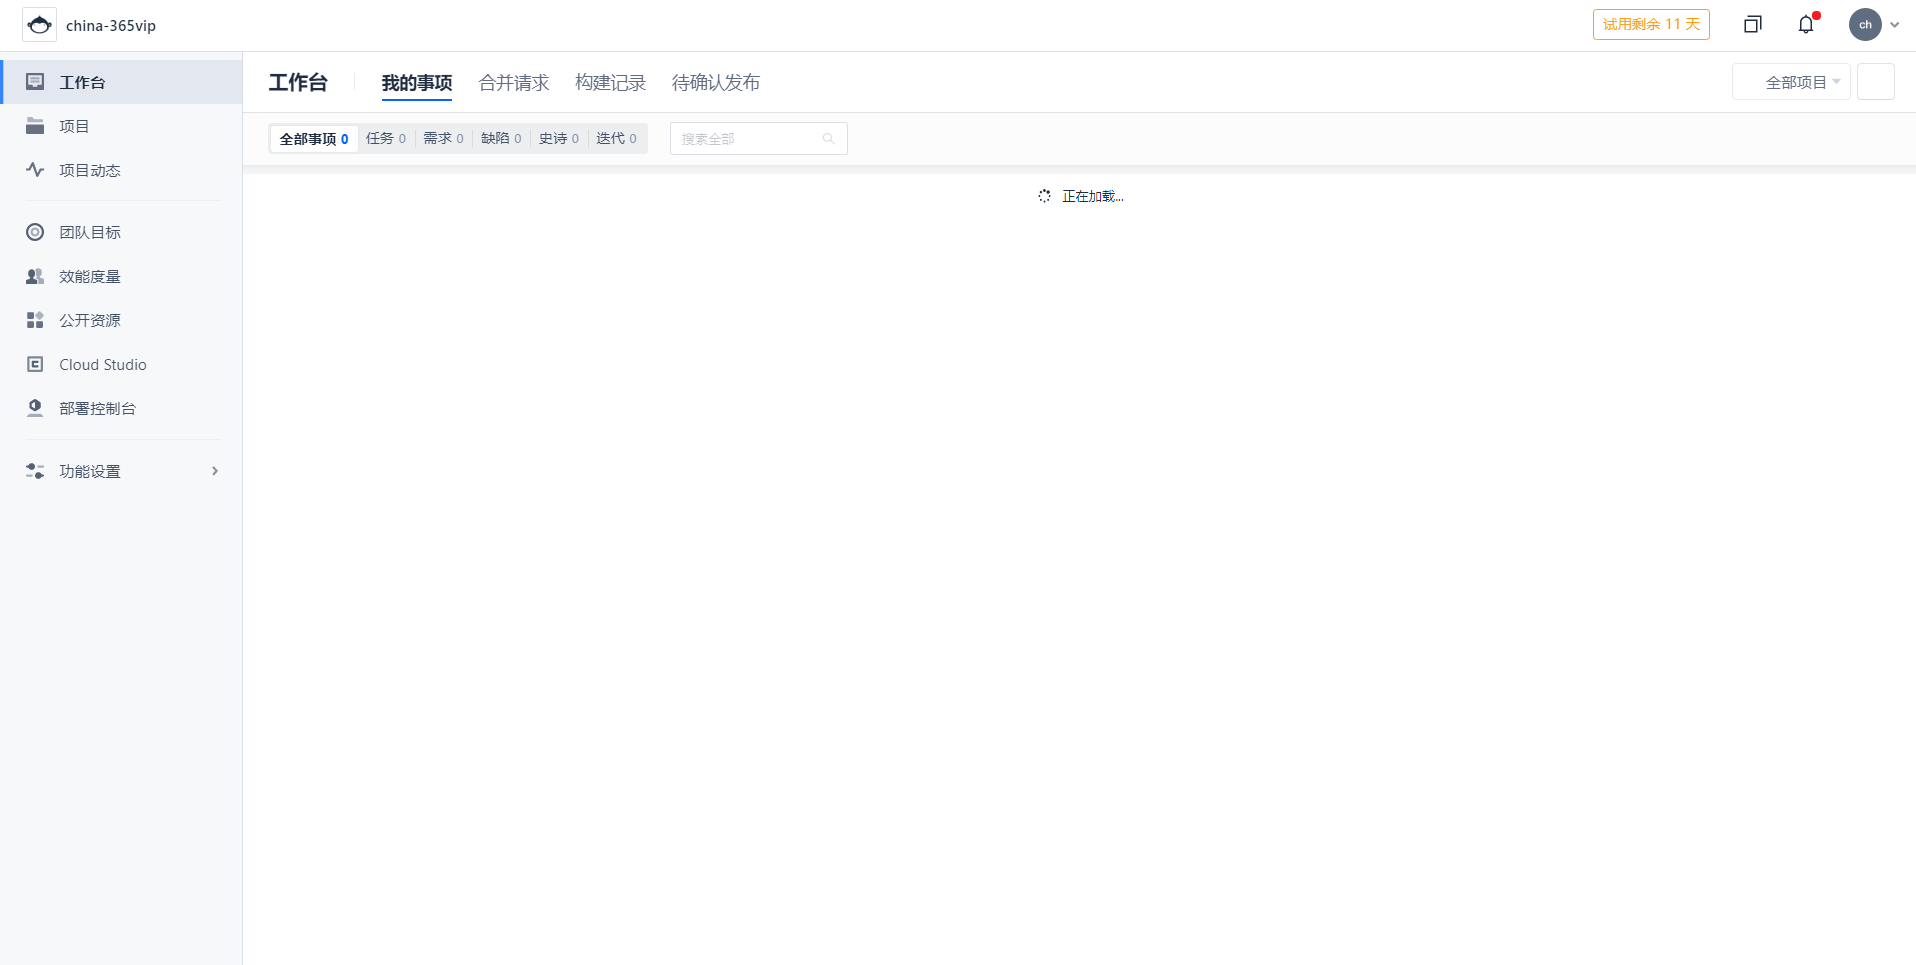 china-365vip
试用剩余 11 天
ch
工作台
项目
项目动态
团队目标
效能度量
公开资源
Cloud Studio
部署控制台
功能设置
工作台 我的事项 合并请求 构建记录 待确认发布 全部项目
全部事项 0 任务 0 需求 0 缺陷 0 史诗 0 迭代 0 搜索全部
正在加载...